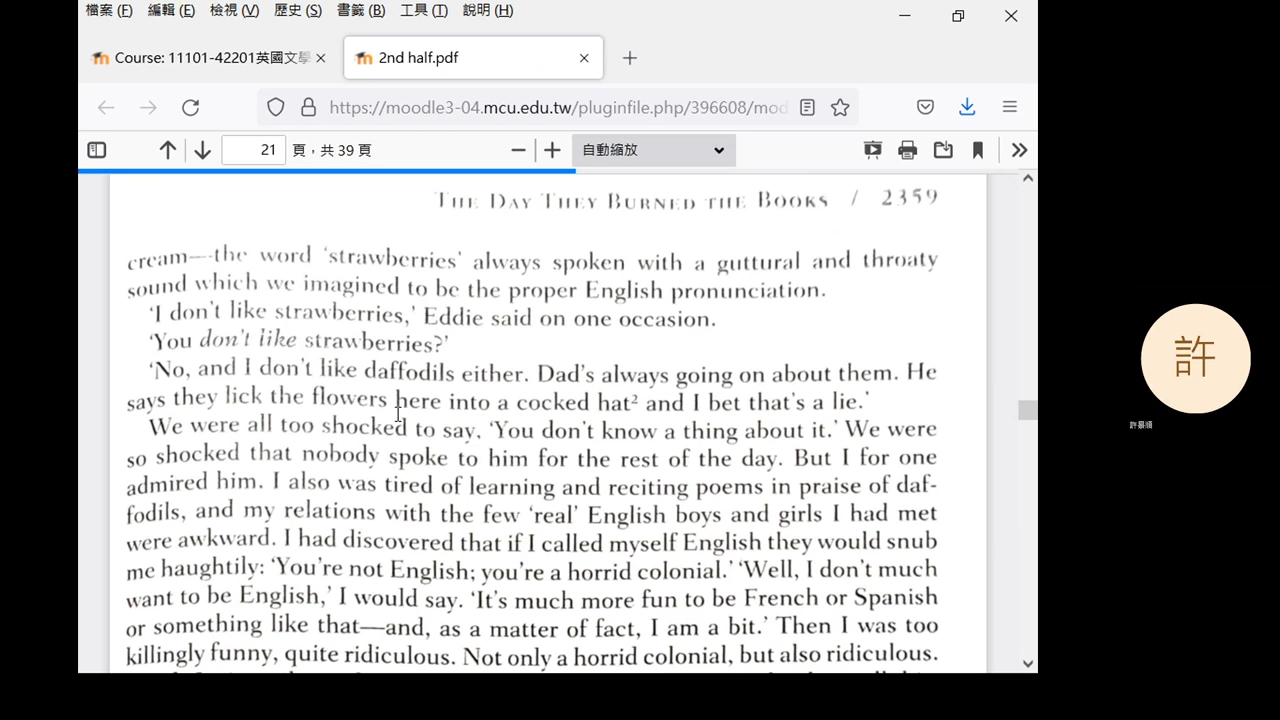 檔案 (F) 編輯 (E) 檢視 (V) 歷史 (S) 書籤 (B) 工具 (T) 說明 (H)
Course: 11101-42201英國文學
2nd half.pdf
https://moodle3-04.mcu.edu.tw/pluginfile.php/396608/mod
21 頁，共 39 頁
自動縮放
THE DAY THEY BURNED THE BOOKS / 2359
cream—the word 'strawberries' always spoken with a guttural and throaty
sound which we imagined to be the proper English pronunciation.
'I don't like strawberries,' Eddie said on one occasion.
'You don't like strawberries?'
'No, and I don't like daffodils either. Dad's always going on about them. He
says they lick the flowers here into a cocked hat² and I bet that's a lie.'
We were all too shocked to say, 'You don't know a thing about it.' We were
so shocked that nobody spoke to him for the rest of the day. But I for one
admired him. I also was tired of learning and reciting poems in praise of daf-
fodils, and my relations with the few 'real' English boys and girls I had met
were awkward. I had discovered that if I called myself English they would snub
me haughtily: 'You're not English; you're a horrid colonial.' 'Well, I don't much
want to be English,' I would say. 'It's much more fun to be French or Spanish
or something like that—and, as a matter of fact, I am a bit.' Then I was too
killingly funny, quite ridiculous. Not only a horrid colonial, but also ridiculous.
許
許景順